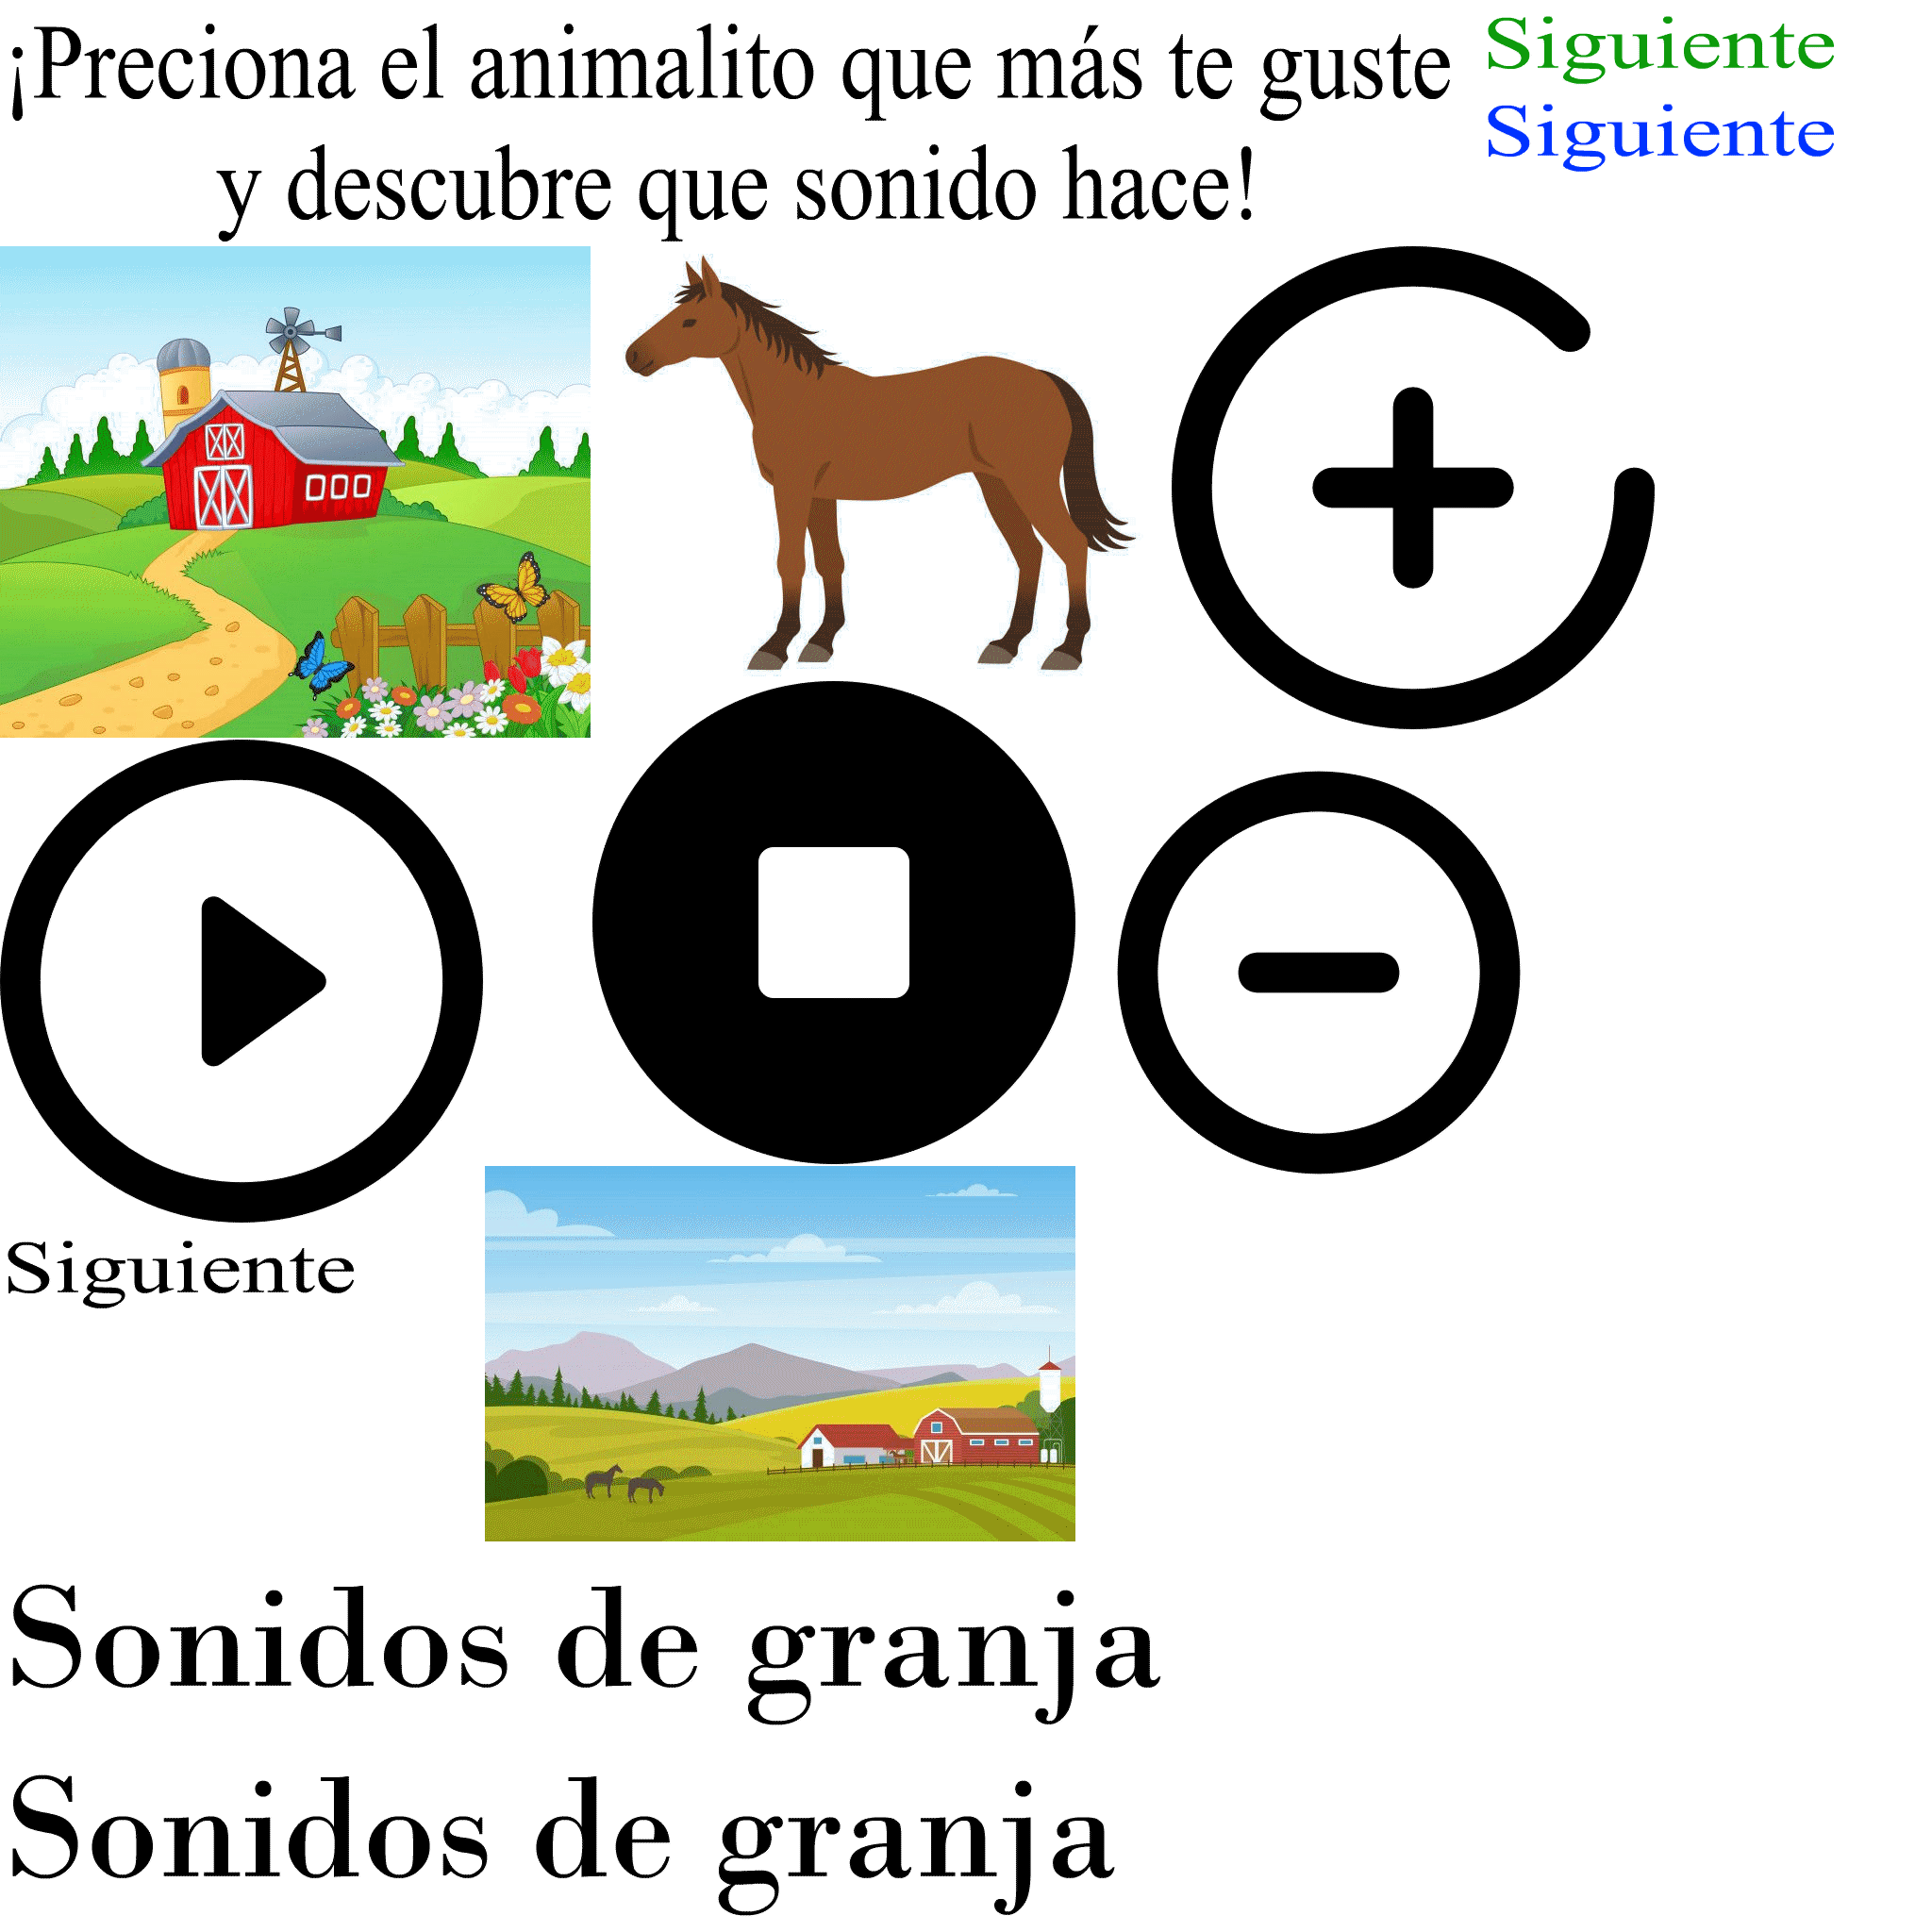 ¡Preciona el animalito que más te guste
y descubre que sonido hace!
Siguiente
Siguiente
Siguiente
Sonidos de granja
Sonidos de granja